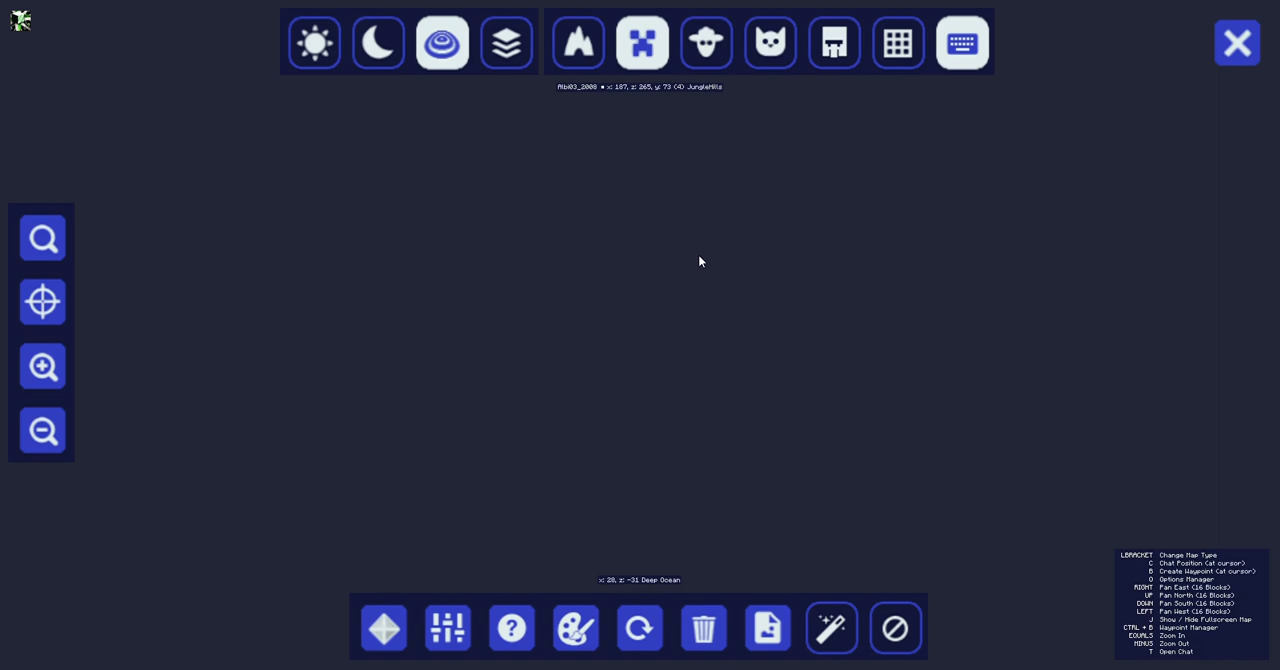 Albi03_2008 ▪ x: 187, z: 265, y: 73 (4) JungleHills
x: 28, z: -31 Deep Ocean
LBRACKET Change Map Type
C Chat Position (at cursor)
B Create Waypoint (at cursor)
O Options Manager
RIGHT Pan East (16 Blocks)
UP Pan North (16 Blocks)
DOWN Pan South (16 Blocks)
LEFT Pan West (16 Blocks)
J Show / Hide Fullscreen Map
CTRL + B Waypoint Manager
EQUALS Zoom In
MINUS Zoom Out
T Open Chat